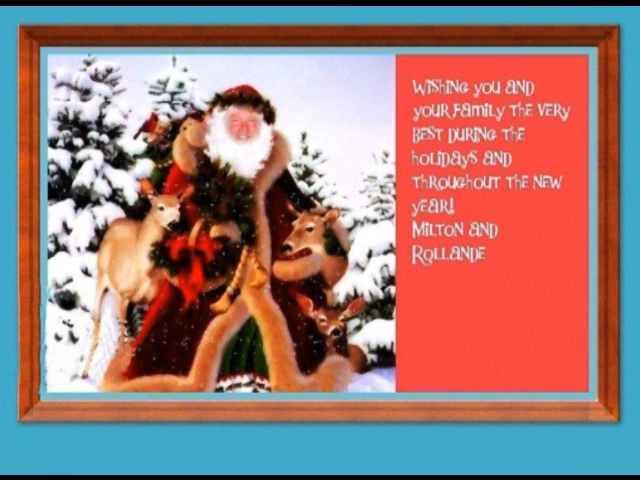 Wishing you and
your family the very
best during the
holidays and
throughout the new
year!
Milton and
Rollande